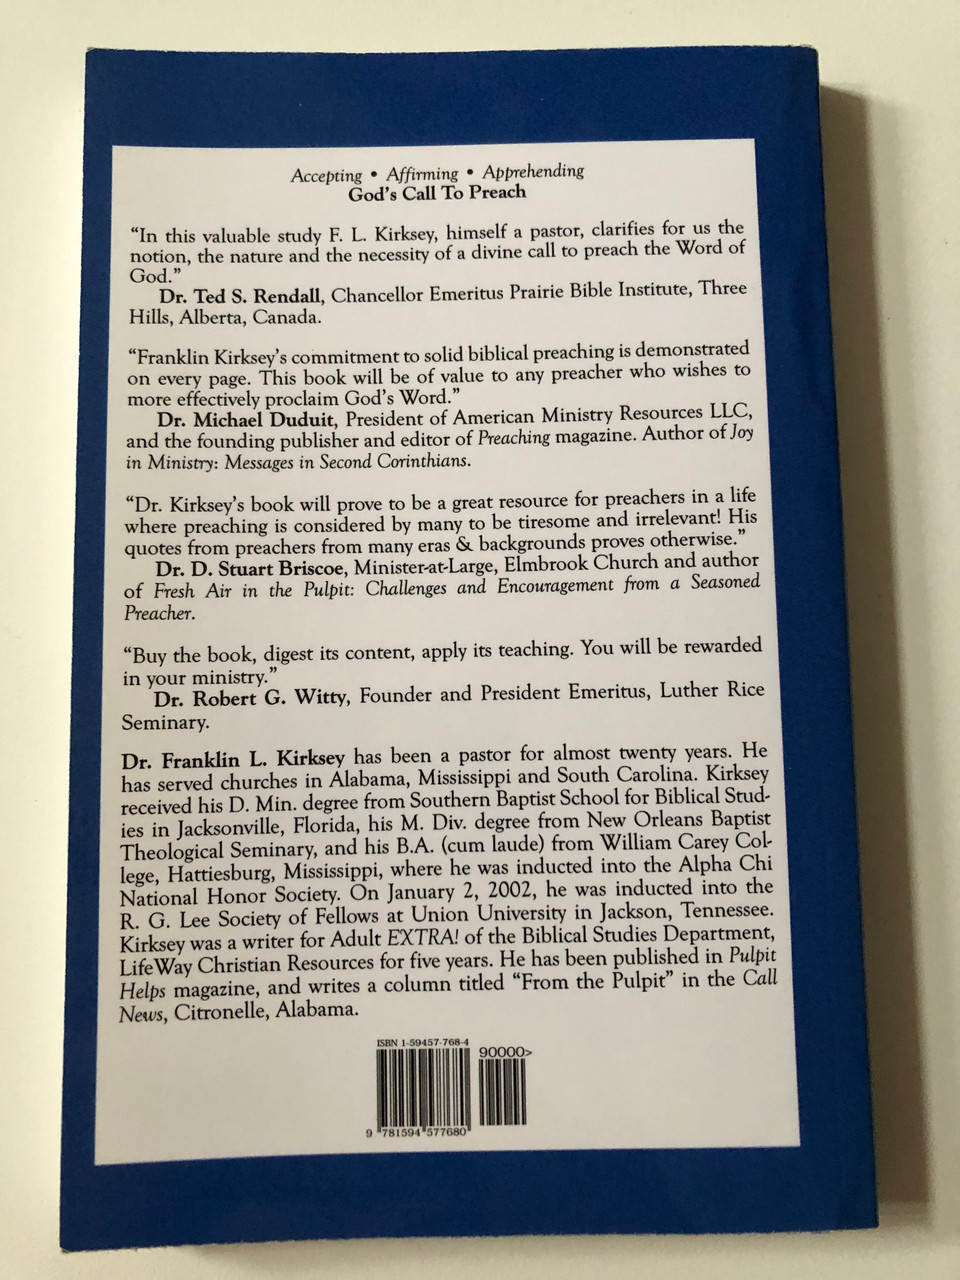 Accepting • Affirming • Apprehending
God's Call To Preach
“In this valuable study F. L. Kirksey, himself a pastor, clarifies for us the
notion, the nature and the necessity of a divine call to preach the Word of
God.”
Dr. Ted S. Rendall, Chancellor Emeritus Prairie Bible Institute, Three
Hills, Alberta, Canada.
“Franklin Kirksey's commitment to solid biblical preaching is demonstrated
on every page. This book will be of value to any preacher who wishes to
more effectively proclaim God's Word.”
Dr. Michael Duduit, President of American Ministry Resources LLC,
and the founding publisher and editor of Preaching magazine. Author of Joy
in Ministry: Messages in Second Corinthians.
“Dr. Kirksey's book will prove to be a great resource for preachers in a life
where preaching is considered by many to be tiresome and irrelevant! His
quotes from preachers from many eras & backgrounds proves otherwise.”
Dr. D. Stuart Briscoe, Minister-at-Large, Elmbrook Church and author
of Fresh Air in the Pulpit: Challenges and Encouragement from a Seasoned
Preacher.
“Buy the book, digest its content, apply its teaching. You will be rewarded
in your ministry.”
Dr. Robert G. Witty, Founder and President Emeritus, Luther Rice
Seminary.
Dr. Franklin L. Kirksey has been a pastor for almost twenty years. He
has served churches in Alabama, Mississippi and South Carolina. Kirksey
received his D. Min. degree from Southern Baptist School for Biblical Stud-
ies in Jacksonville, Florida, his M. Div. degree from New Orleans Baptist
Theological Seminary, and his B.A. (cum laude) from William Carey Col-
lege, Hattiesburg, Mississippi, where he was inducted into the Alpha Chi
National Honor Society. On January 2, 2002, he was inducted into the
R. G. Lee Society of Fellows at Union University in Jackson, Tennessee.
Kirksey was a writer for Adult EXTRA! of the Biblical Studies Department,
LifeWay Christian Resources for five years. He has been published in Pulpit
Helps magazine, and writes a column titled “From the Pulpit” in the Call
News, Citronelle, Alabama.
ISBN 1-59457-768-4
90000>
9 781594 577680